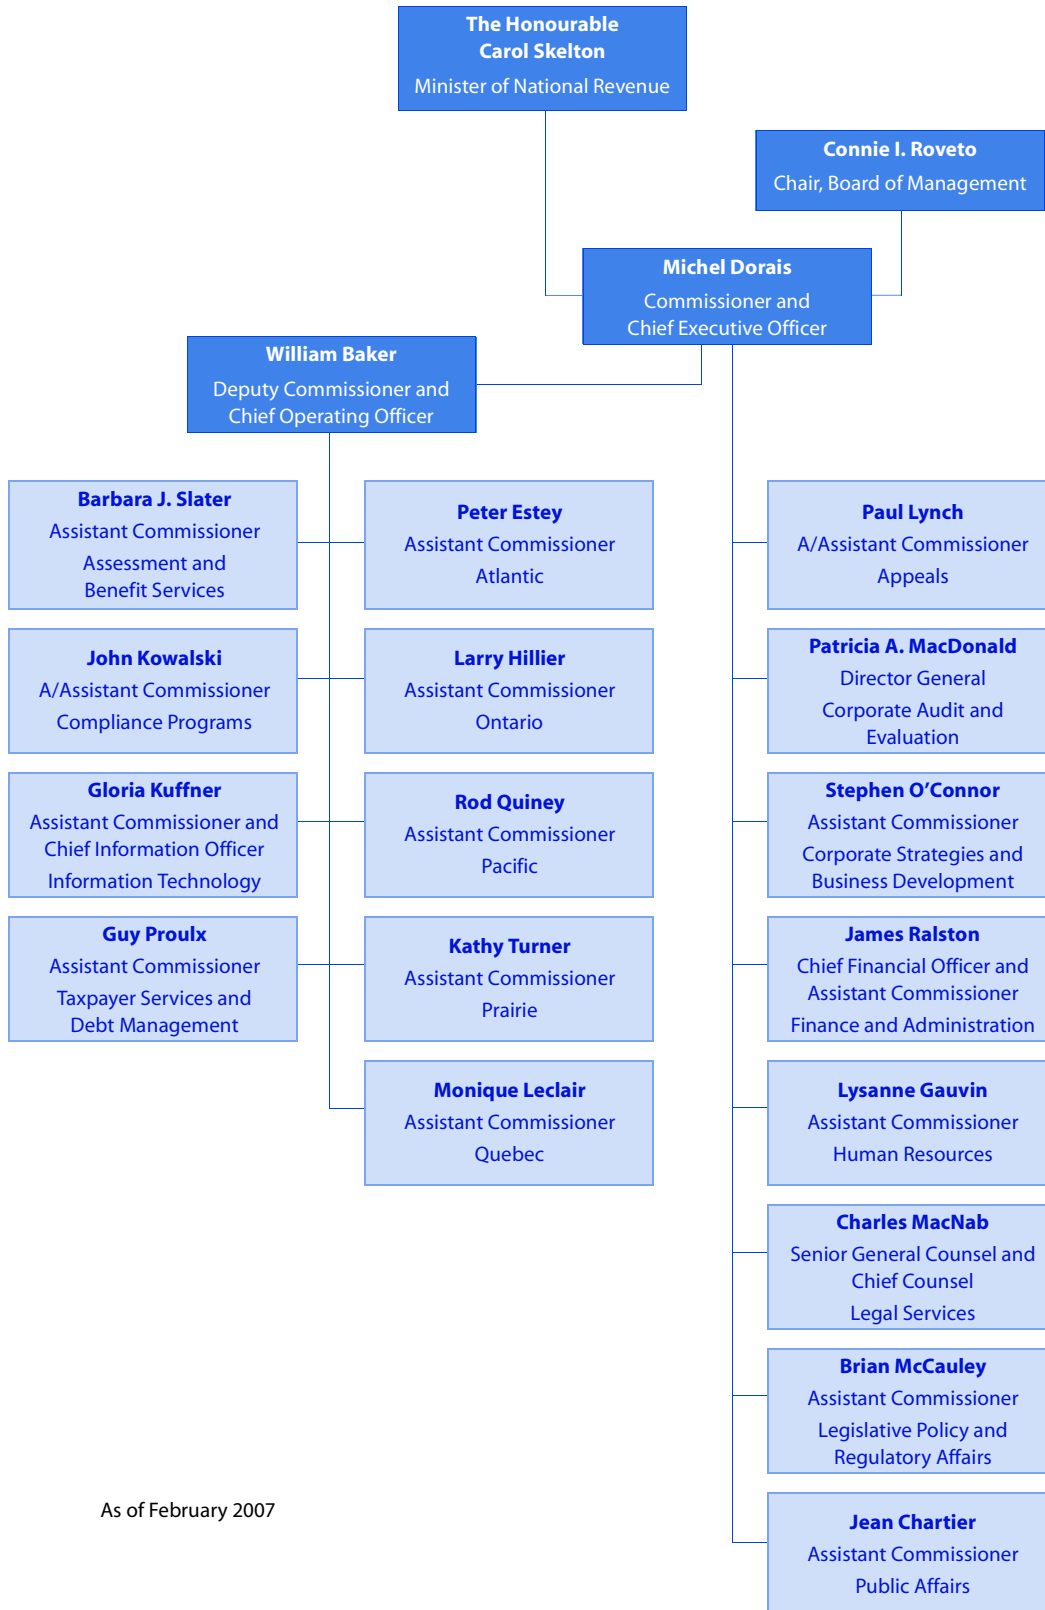 The Honourable
Carol Skelton
Minister of National Revenue
Connie I. Roveto
Chair, Board of Management
Michel Dorais
Commissioner and
Chief Executive Officer
William Baker
Deputy Commissioner and
Chief Operating Officer
Barbara J. Slater
Assistant Commissioner
Assessment and
Benefit Services
John Kowalski
A/Assistant Commissioner
Compliance Programs
Gloria Kuffner
Assistant Commissioner and
Chief Information Officer
Information Technology
Guy Proulx
Assistant Commissioner
Taxpayer Services and
Debt Management
Peter Estey
Assistant Commissioner
Atlantic
Larry Hillier
Assistant Commissioner
Ontario
Rod Quiney
Assistant Commissioner
Pacific
Kathy Turner
Assistant Commissioner
Prairie
Monique Leclair
Assistant Commissioner
Quebec
Paul Lynch
A/Assistant Commissioner
Appeals
Patricia A. MacDonald
Director General
Corporate Audit and
Evaluation
Stephen O’Connor
Assistant Commissioner
Corporate Strategies and
Business Development
James Ralston
Chief Financial Officer and
Assistant Commissioner
Finance and Administration
Lysanne Gauvin
Assistant Commissioner
Human Resources
Charles MacNab
Senior General Counsel and
Chief Counsel
Legal Services
Brian McCauley
Assistant Commissioner
Legislative Policy and
Regulatory Affairs
Jean Chartier
Assistant Commissioner
Public Affairs
As of February 2007